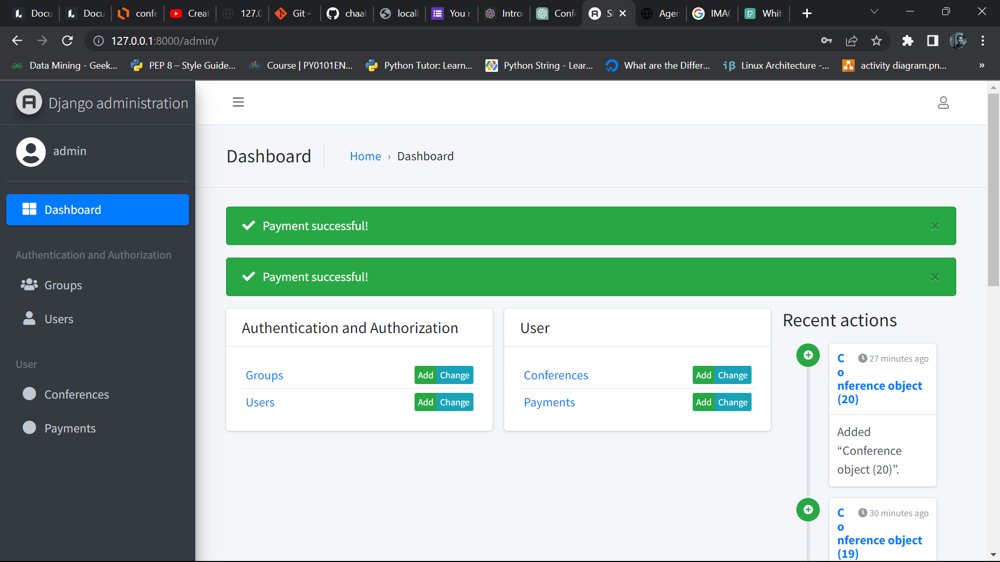 Docu
Docu
confe
Creat
127.0
Git -
chaa
locall
You r
Intro
Confe
Si
Agen
IMAG
Whit
127.0.0.1:8000/admin/
Data Mining - Geek...
PEP 8 – Style Guide...
Course | PY0101EN...
Python Tutor: Learn...
Python String - Lear...
What are the Differ...
Linux Architecture -...
activity diagram.pn...
»
Django administration
admin
Dashboard
Home › Dashboard
Dashboard
Payment successful!
×
Payment successful!
×
Authentication and Authorization
Groups
Users
User
Conferences
Payments
Authentication and Authorization
Groups Add Change
Users Add Change
User
Conferences Add Change
Payments Add Change
Recent actions
27 minutes ago
C
o
nference object
(20)
Added
“Conference
object (20)”.
30 minutes ago
C
o
nference object
(19)